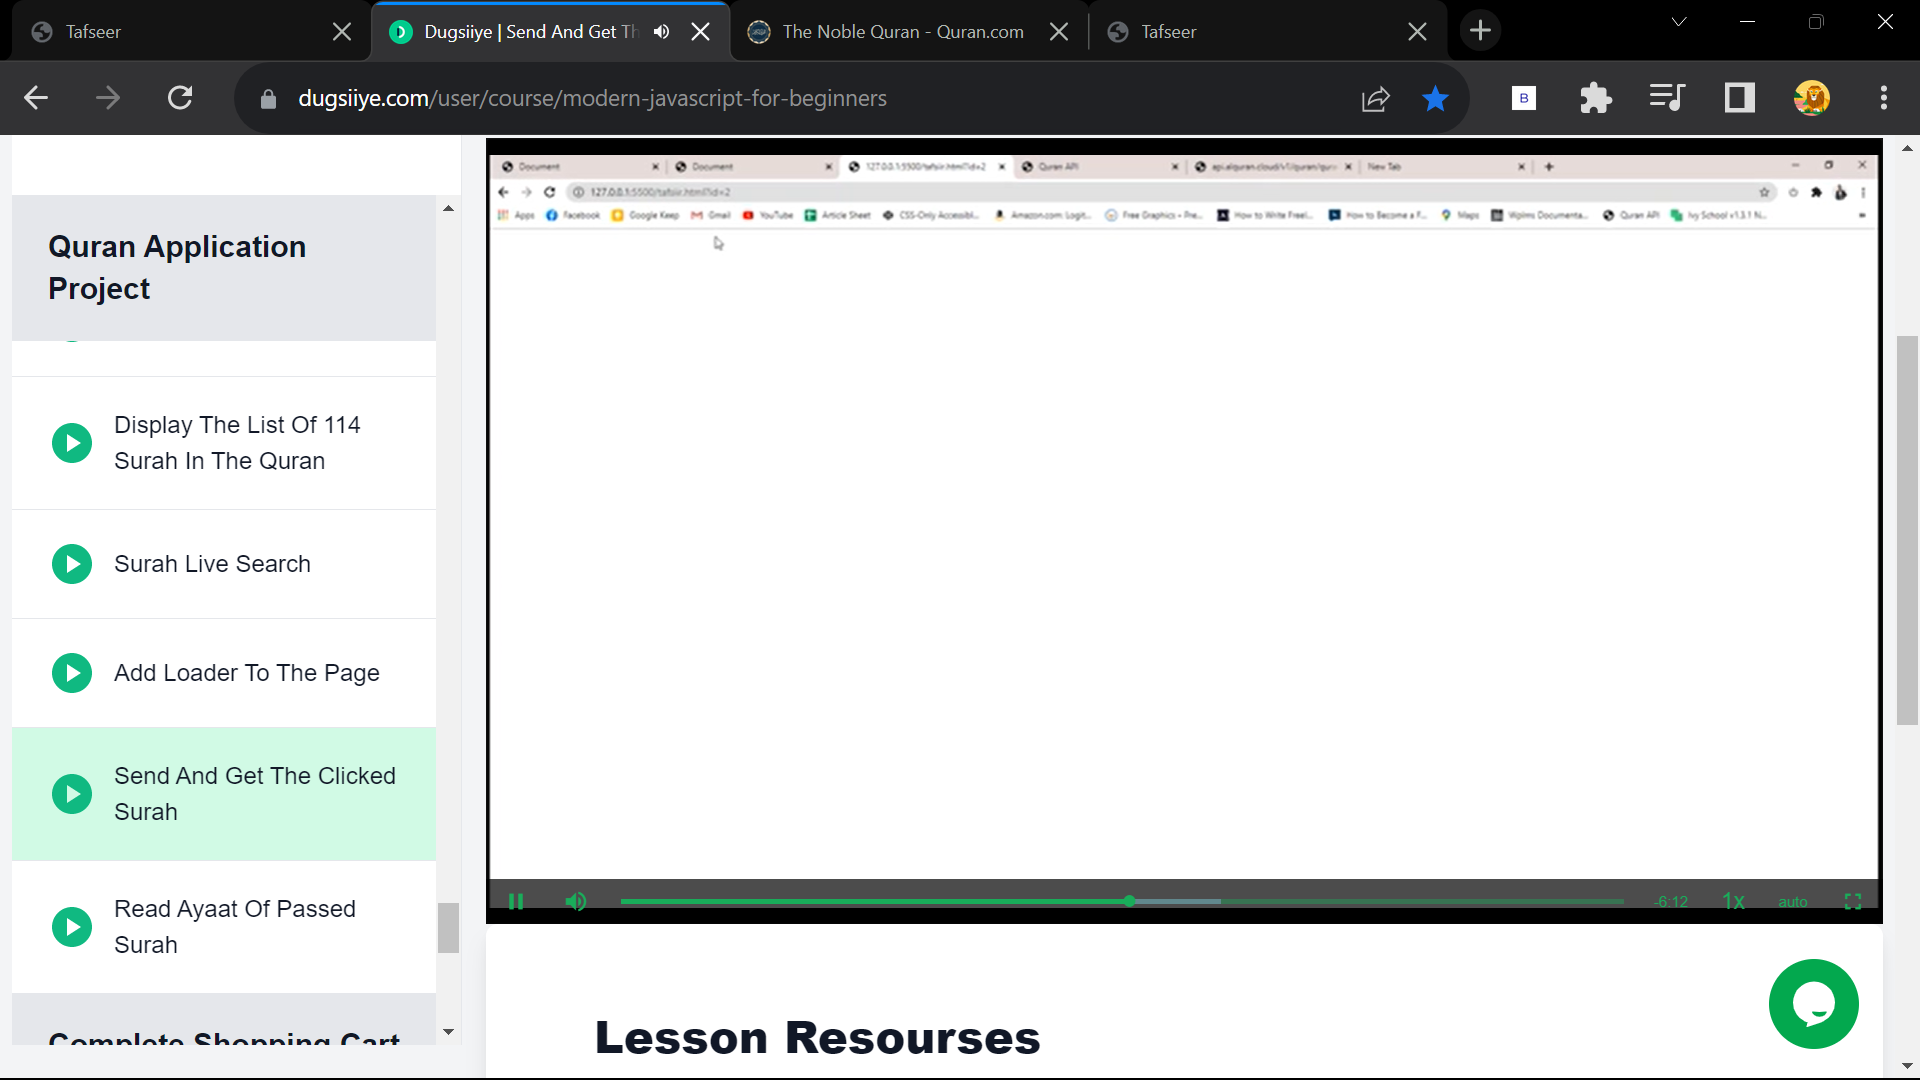 Tafseer
Dugsiiye | Send And Get Th
The Noble Quran - Quran.com
Tafseer
dugsiiye.com/user/course/modern-javascript-for-beginners
B
Quran Application
Project
Display The List Of 114
Surah In The Quran
Surah Live Search
Add Loader To The Page
Send And Get The Clicked
Surah
Read Ayaat Of Passed
Surah
Complete Shopping Cart
Document
Document
127.0.0.1:5500/tafsiir.html?id=2
Quran API
api.alquran.cloud/v1/quran/qur
New Tab
127.0.0.1:5500/tafsiir.html?id=2
Apps
Facebook
Google Keep
Gmail
YouTube
Article Sheet
CSS-Only Accessibl...
Amazon.com: Logit...
Free Graphics - Pre...
How to Write Freel...
How to Become a F...
Maps
Wpims Documenta...
Quran API
Ivy School v1.3.1 N...
-6:12
1x
auto
Lesson Resourses